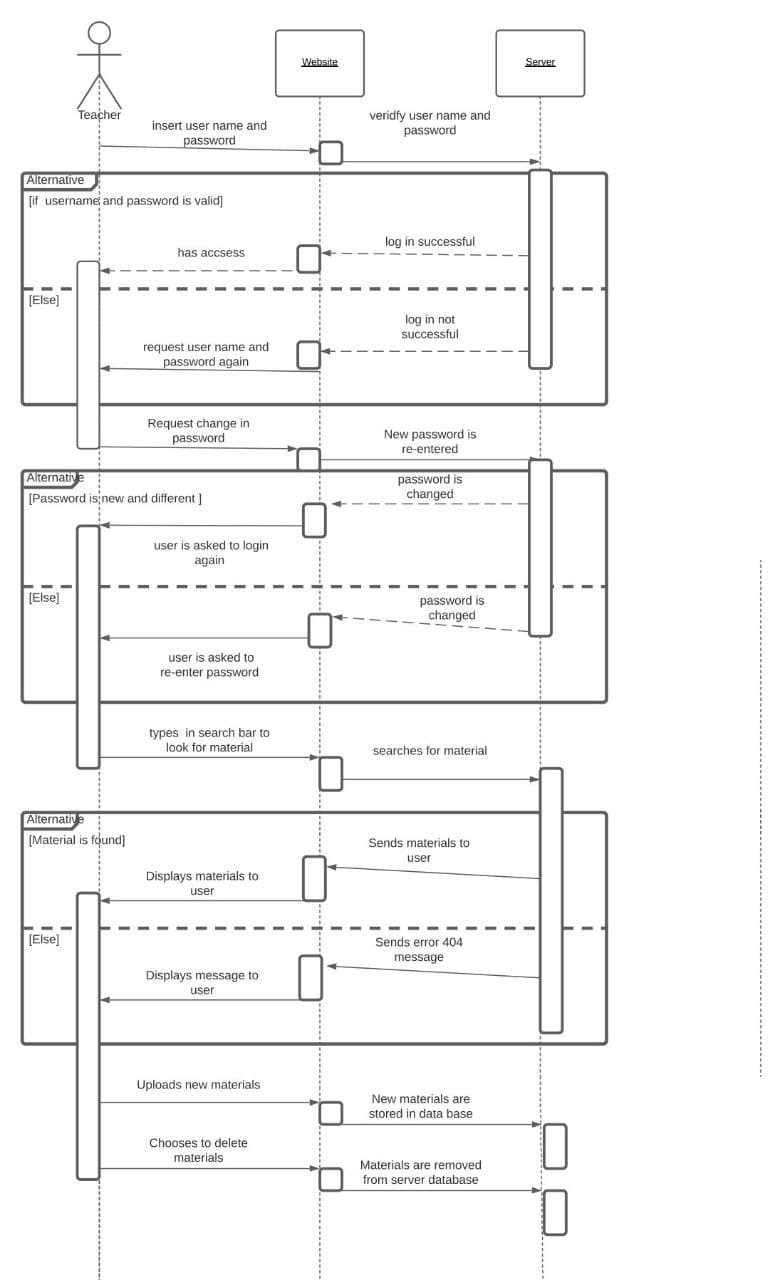 Website
Server
Teacher
insert user name and
password
veridfy user name and
password
Alternative
[if  username and password is valid]
log in successful
has accsess
[Else]
log in not
successful
request user name and
password again
Request change in
password
New password is
re-entered
Alternative
password is
changed
[Password is new and different ]
user is asked to login
again
[Else]
password is
changed
user is asked to
re-enter password
types  in search bar to
look for material
searches for material
Alternative
[Material is found]
Sends materials to
user
Displays materials to
user
[Else]
Sends error 404
message
Displays message to
user
Uploads new materials
New materials are
stored in data base
Chooses to delete
materials
Materials are removed
from server database